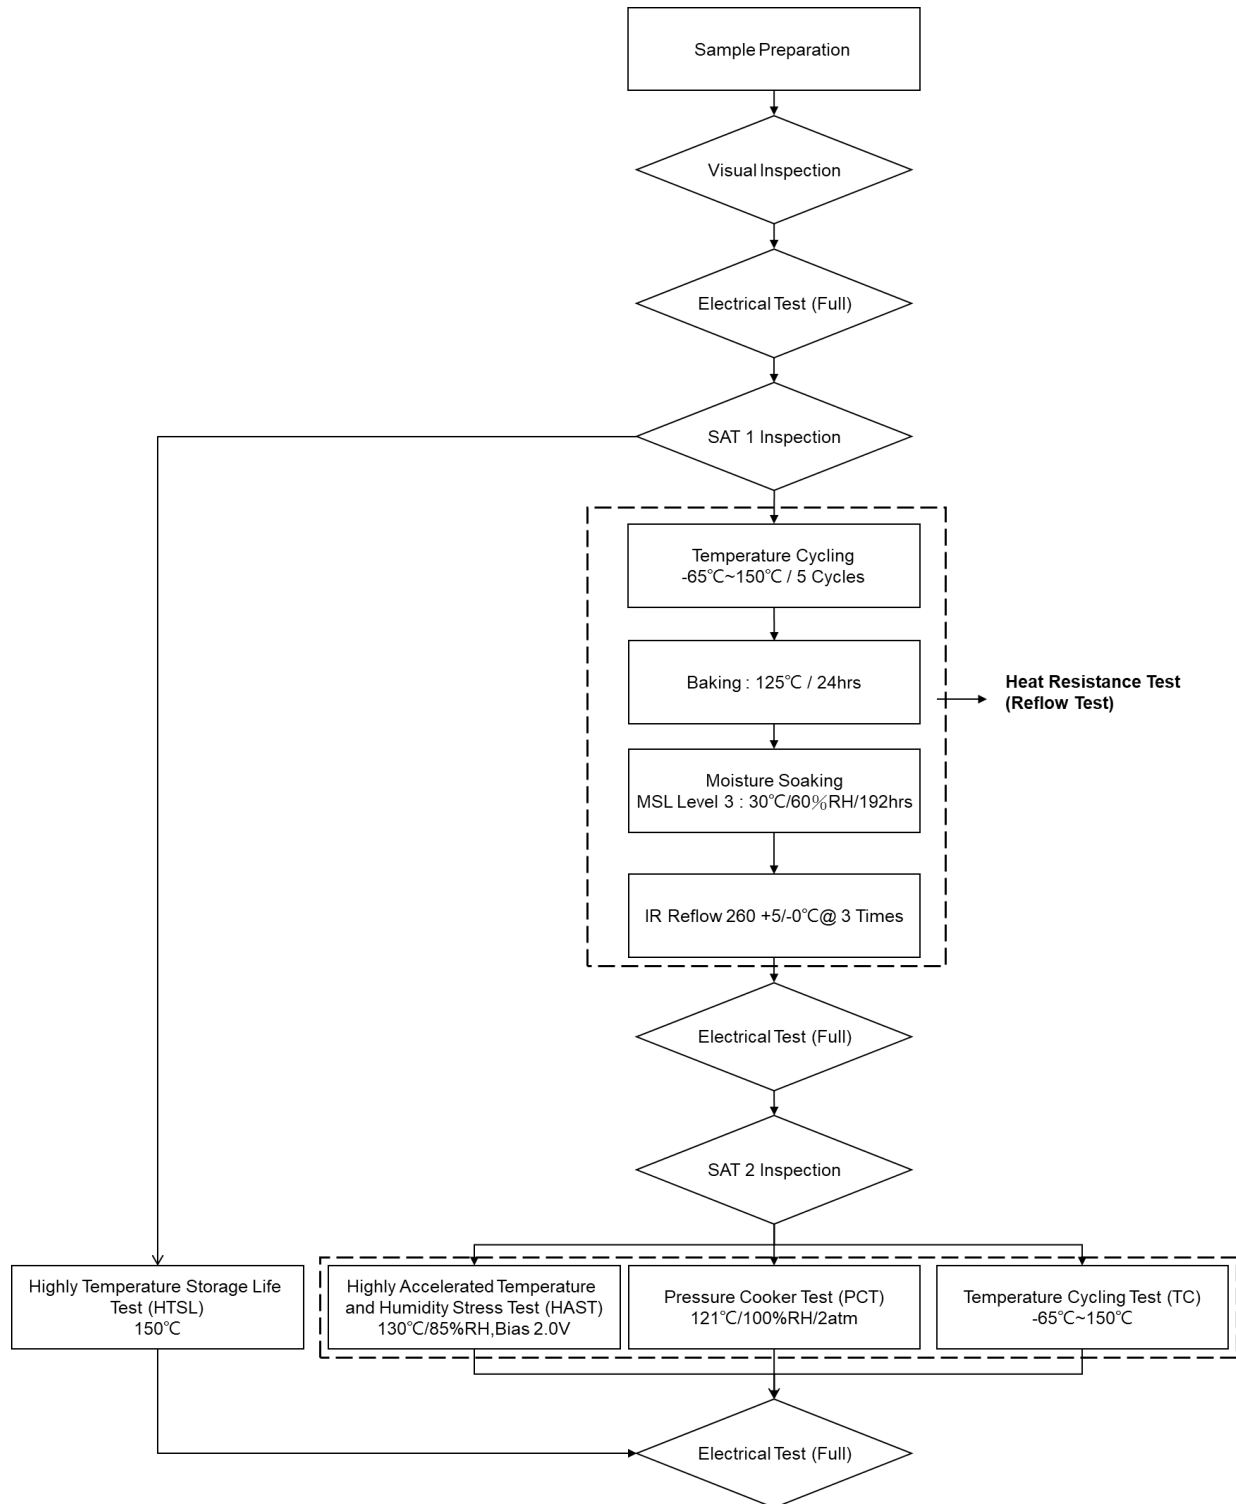 Sample Preparation
Visual Inspection
Electrical Test (Full)
SAT 1 Inspection
Temperature Cycling
-65℃~150℃ / 5 Cycles
Baking : 125℃ / 24hrs
Heat Resistance Test
(Reflow Test)
Moisture Soaking
MSL Level 3 : 30℃/60%RH/192hrs
IR Reflow 260 +5/-0℃@ 3 Times
Electrical Test (Full)
SAT 2 Inspection
Highly Temperature Storage Life
Test (HTSL)
150℃
Highly Accelerated Temperature
and Humidity Stress Test (HAST)
130℃/85%RH,Bias 2.0V
Pressure Cooker Test (PCT)
121℃/100%RH/2atm
Temperature Cycling Test (TC)
-65℃~150℃
Electrical Test (Full)